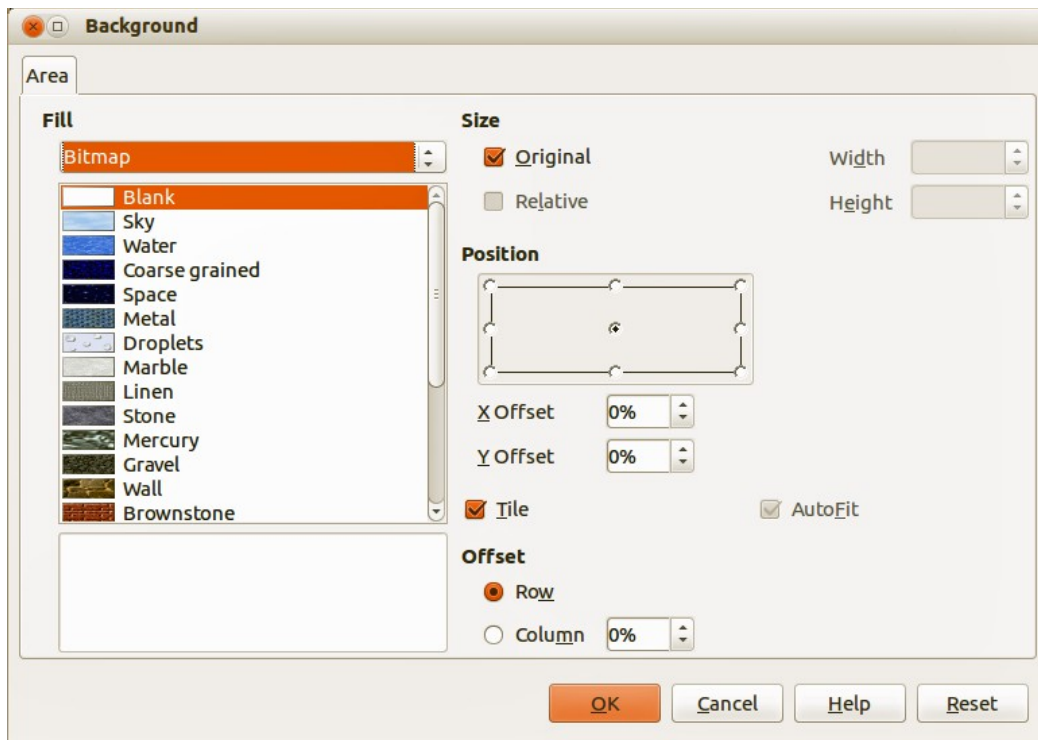 Background
Area
Fill
Bitmap
Blank
Sky
Water
Coarse grained
Space
Metal
Droplets
Marble
Linen
Stone
Mercury
Gravel
Wall
Brownstone
Size
Original
Width
Relative
Height
Position
X Offset 0%
Y Offset 0%
Tile
AutoFit
Offset
Row
Column 0%
OK
Cancel
Help
Reset